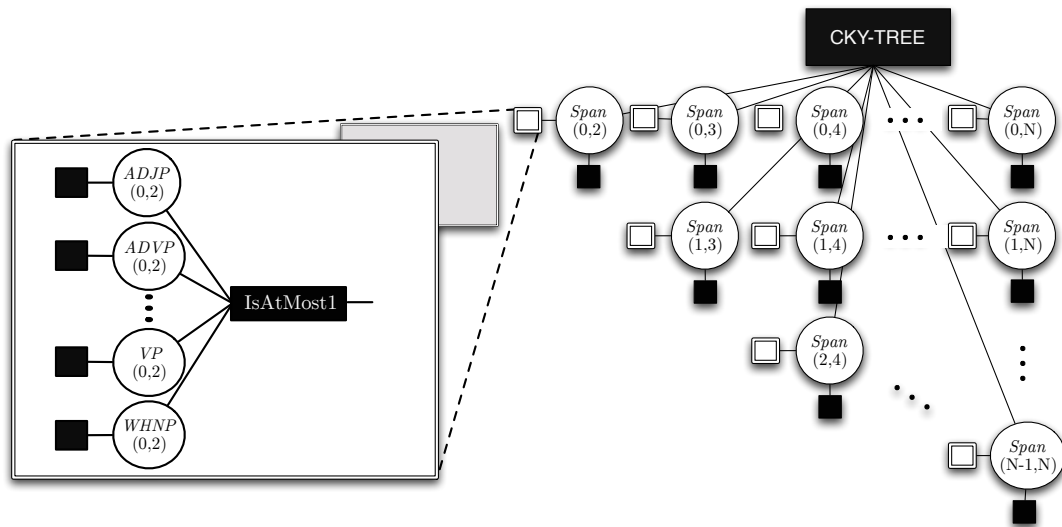 CKY-TREE
Span
(0,2)
Span
(0,3)
Span
(0,4)
Span
(0,N)
Span
(1,3)
Span
(1,4)
Span
(1,N)
Span
(2,4)
Span
(N-1,N)
ADJP
(0,2)
ADVP
(0,2)
IsAtMost1
VP
(0,2)
WHNP
(0,2)